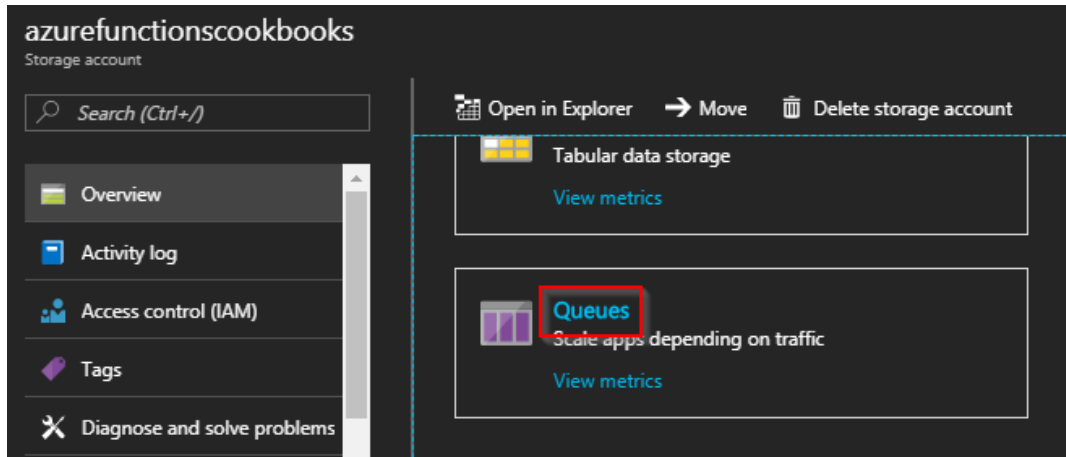 azurefunctionscookbooks
Storage account
Search (Ctrl+/)
Overview
Activity log
Access control (IAM)
Tags
Diagnose and solve problems
Open in Explorer Move Delete storage account
Tabular data storage
View metrics
Queues
Scale apps depending on traffic
View metrics